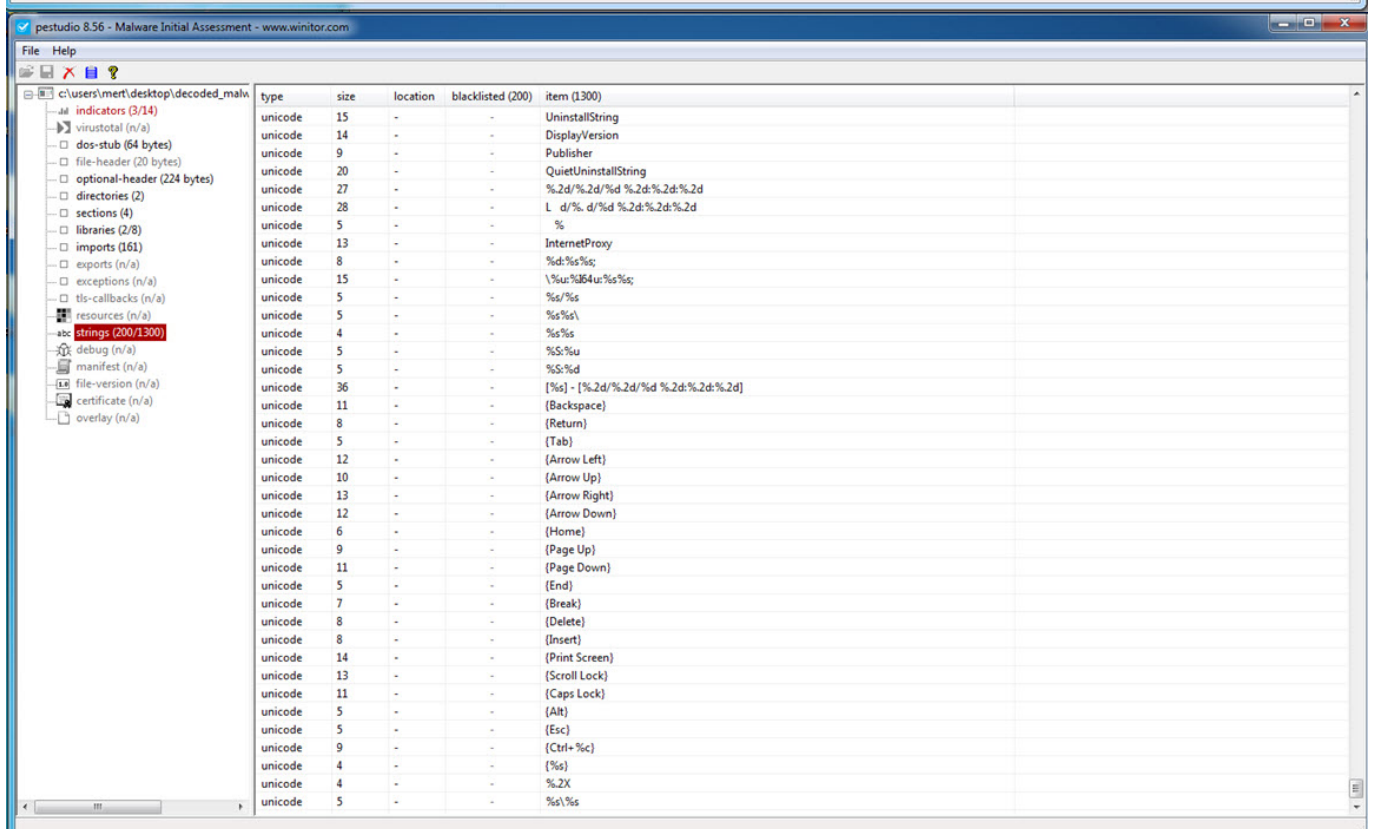 pestudio 8.56 - Malware Initial Assessment - www.winitor.com
File Help
c:\users\mert\desktop\decoded_malw
indicators (3/14)
virustotal (n/a)
dos-stub (64 bytes)
file-header (20 bytes)
optional-header (224 bytes)
directories (2)
sections (4)
libraries (2/8)
imports (161)
exports (n/a)
exceptions (n/a)
tls-callbacks (n/a)
resources (n/a)
abc strings (200/1300)
debug (n/a)
manifest (n/a)
1.0 file-version (n/a)
certificate (n/a)
overlay (n/a)
type size location blacklisted (200) item (1300)
unicode 15 - - UninstallString
unicode 14 - - DisplayVersion
unicode 9 - - Publisher
unicode 20 - - QuietUninstallString
unicode 27 - - %.2d/%.2d/%d %.2d:%.2d:%.2d
unicode 28 - - L d/%. d/%d %.2d:%.2d:%.2d
unicode 5 - - %
unicode 13 - - InternetProxy
unicode 8 - - %d:%s%s;
unicode 15 - - \%u:%I64u:%s%s;
unicode 5 - - %s/%s
unicode 5 - - %s%s\
unicode 4 - - %s%s
unicode 5 - - %S:%u
unicode 5 - - %S:%d
unicode 36 - - [%s] - [%.2d/%.2d/%d %.2d:%.2d:%.2d]
unicode 11 - - {Backspace}
unicode 8 - - {Return}
unicode 5 - - {Tab}
unicode 12 - - {Arrow Left}
unicode 10 - - {Arrow Up}
unicode 13 - - {Arrow Right}
unicode 12 - - {Arrow Down}
unicode 6 - - {Home}
unicode 9 - - {Page Up}
unicode 11 - - {Page Down}
unicode 5 - - {End}
unicode 7 - - {Break}
unicode 8 - - {Delete}
unicode 8 - - {Insert}
unicode 14 - - {Print Screen}
unicode 13 - - {Scroll Lock}
unicode 11 - - {Caps Lock}
unicode 5 - - {Alt}
unicode 5 - - {Esc}
unicode 9 - - {Ctrl+%c}
unicode 4 - - {%s}
unicode 4 - - %.2X
unicode 5 - - %s\%s